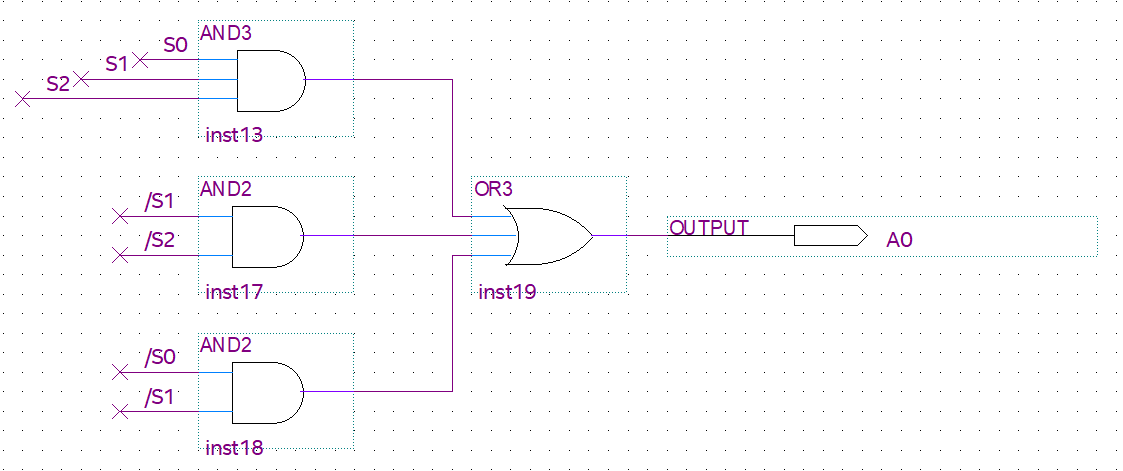 AND3
S0
S1
S2
inst13
AND2
/S1
/S2
inst17
OR3
inst19
OUTPUT
A0
AND2
/S0
/S1
inst18